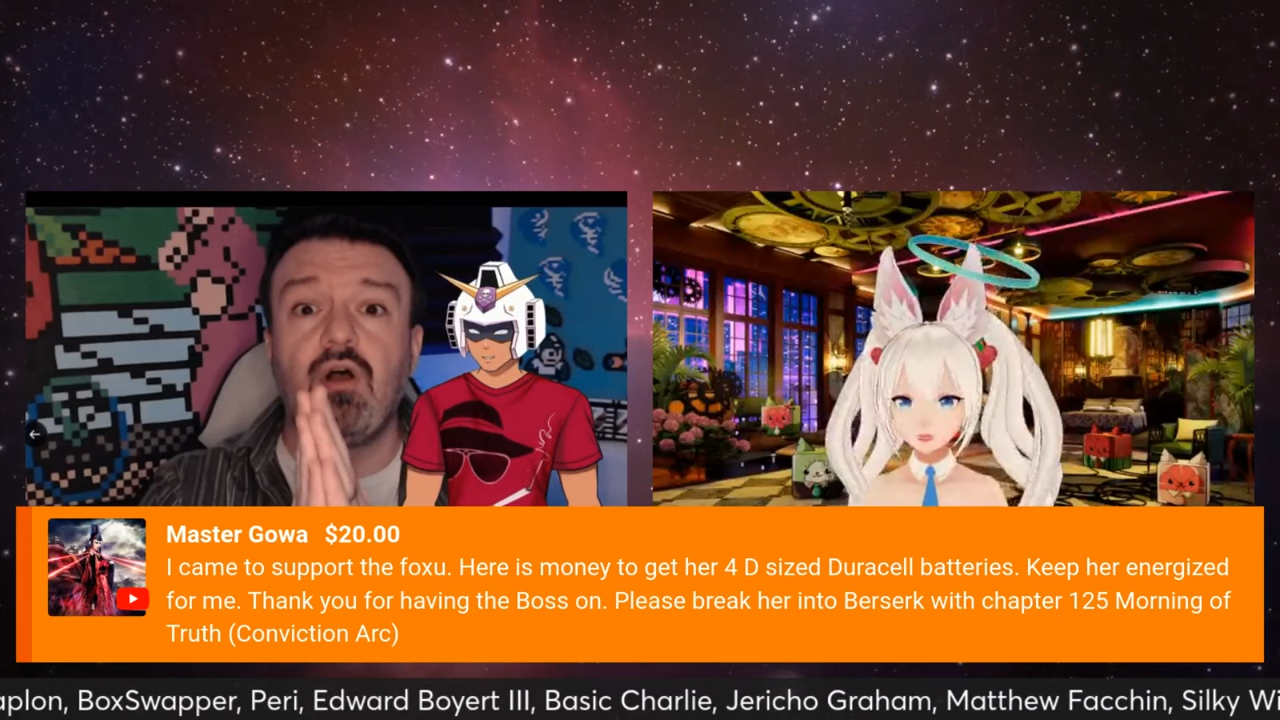 Master Gowa $20.00
I came to support the foxu. Here is money to get her 4 D sized Duracell batteries. Keep her energized
for me. Thank you for having the Boss on. Please break her into Berserk with chapter 125 Morning of
Truth (Conviction Arc)
aplon, BoxSwapper, Peri, Edward Boyert III, Basic Charlie, Jericho Graham, Matthew Facchin, Silky Wi